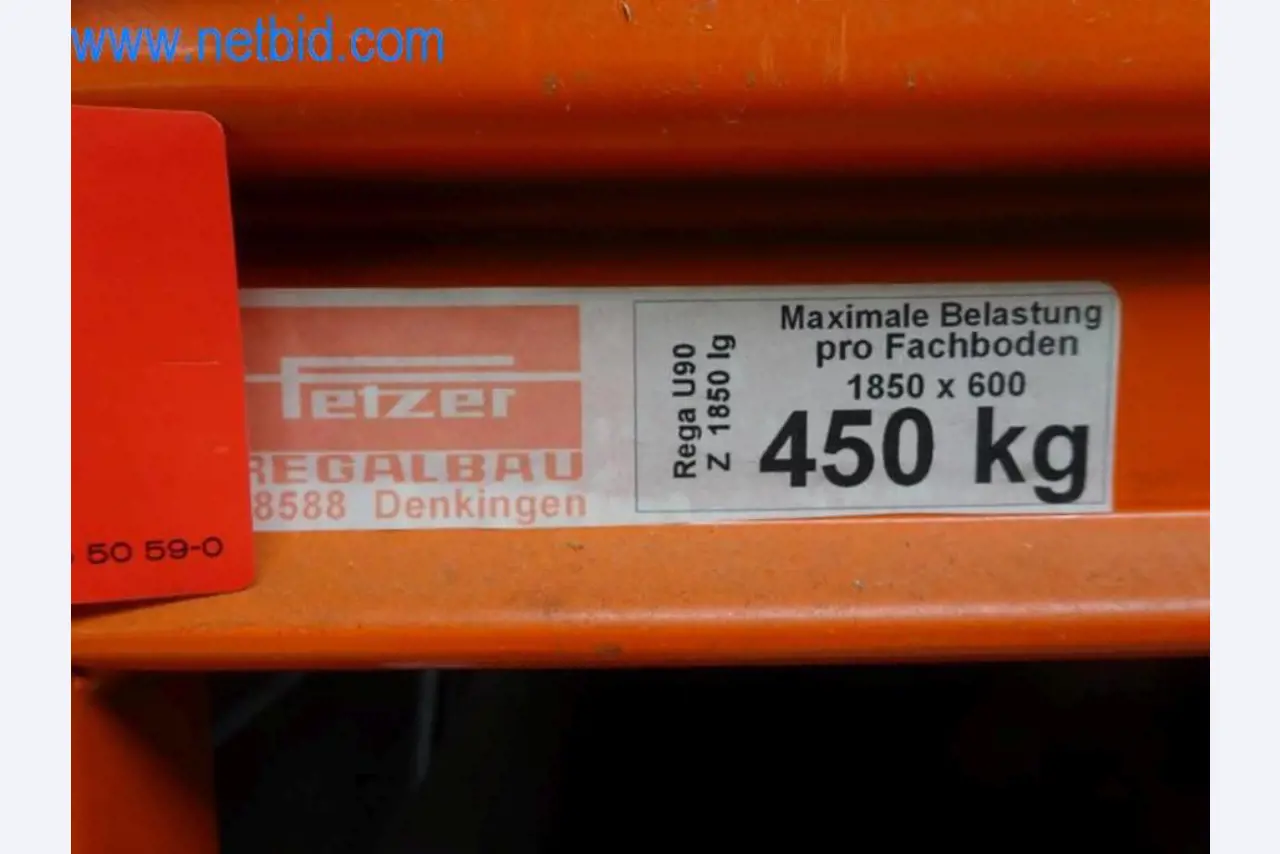 www.netbid.com
Fetzer
REGALBAU
8588 Denkingen
Rega U90
Z 1850 lg
Maximale Belastung
pro Fachboden
1850 x 600
450 kg
50 59-0